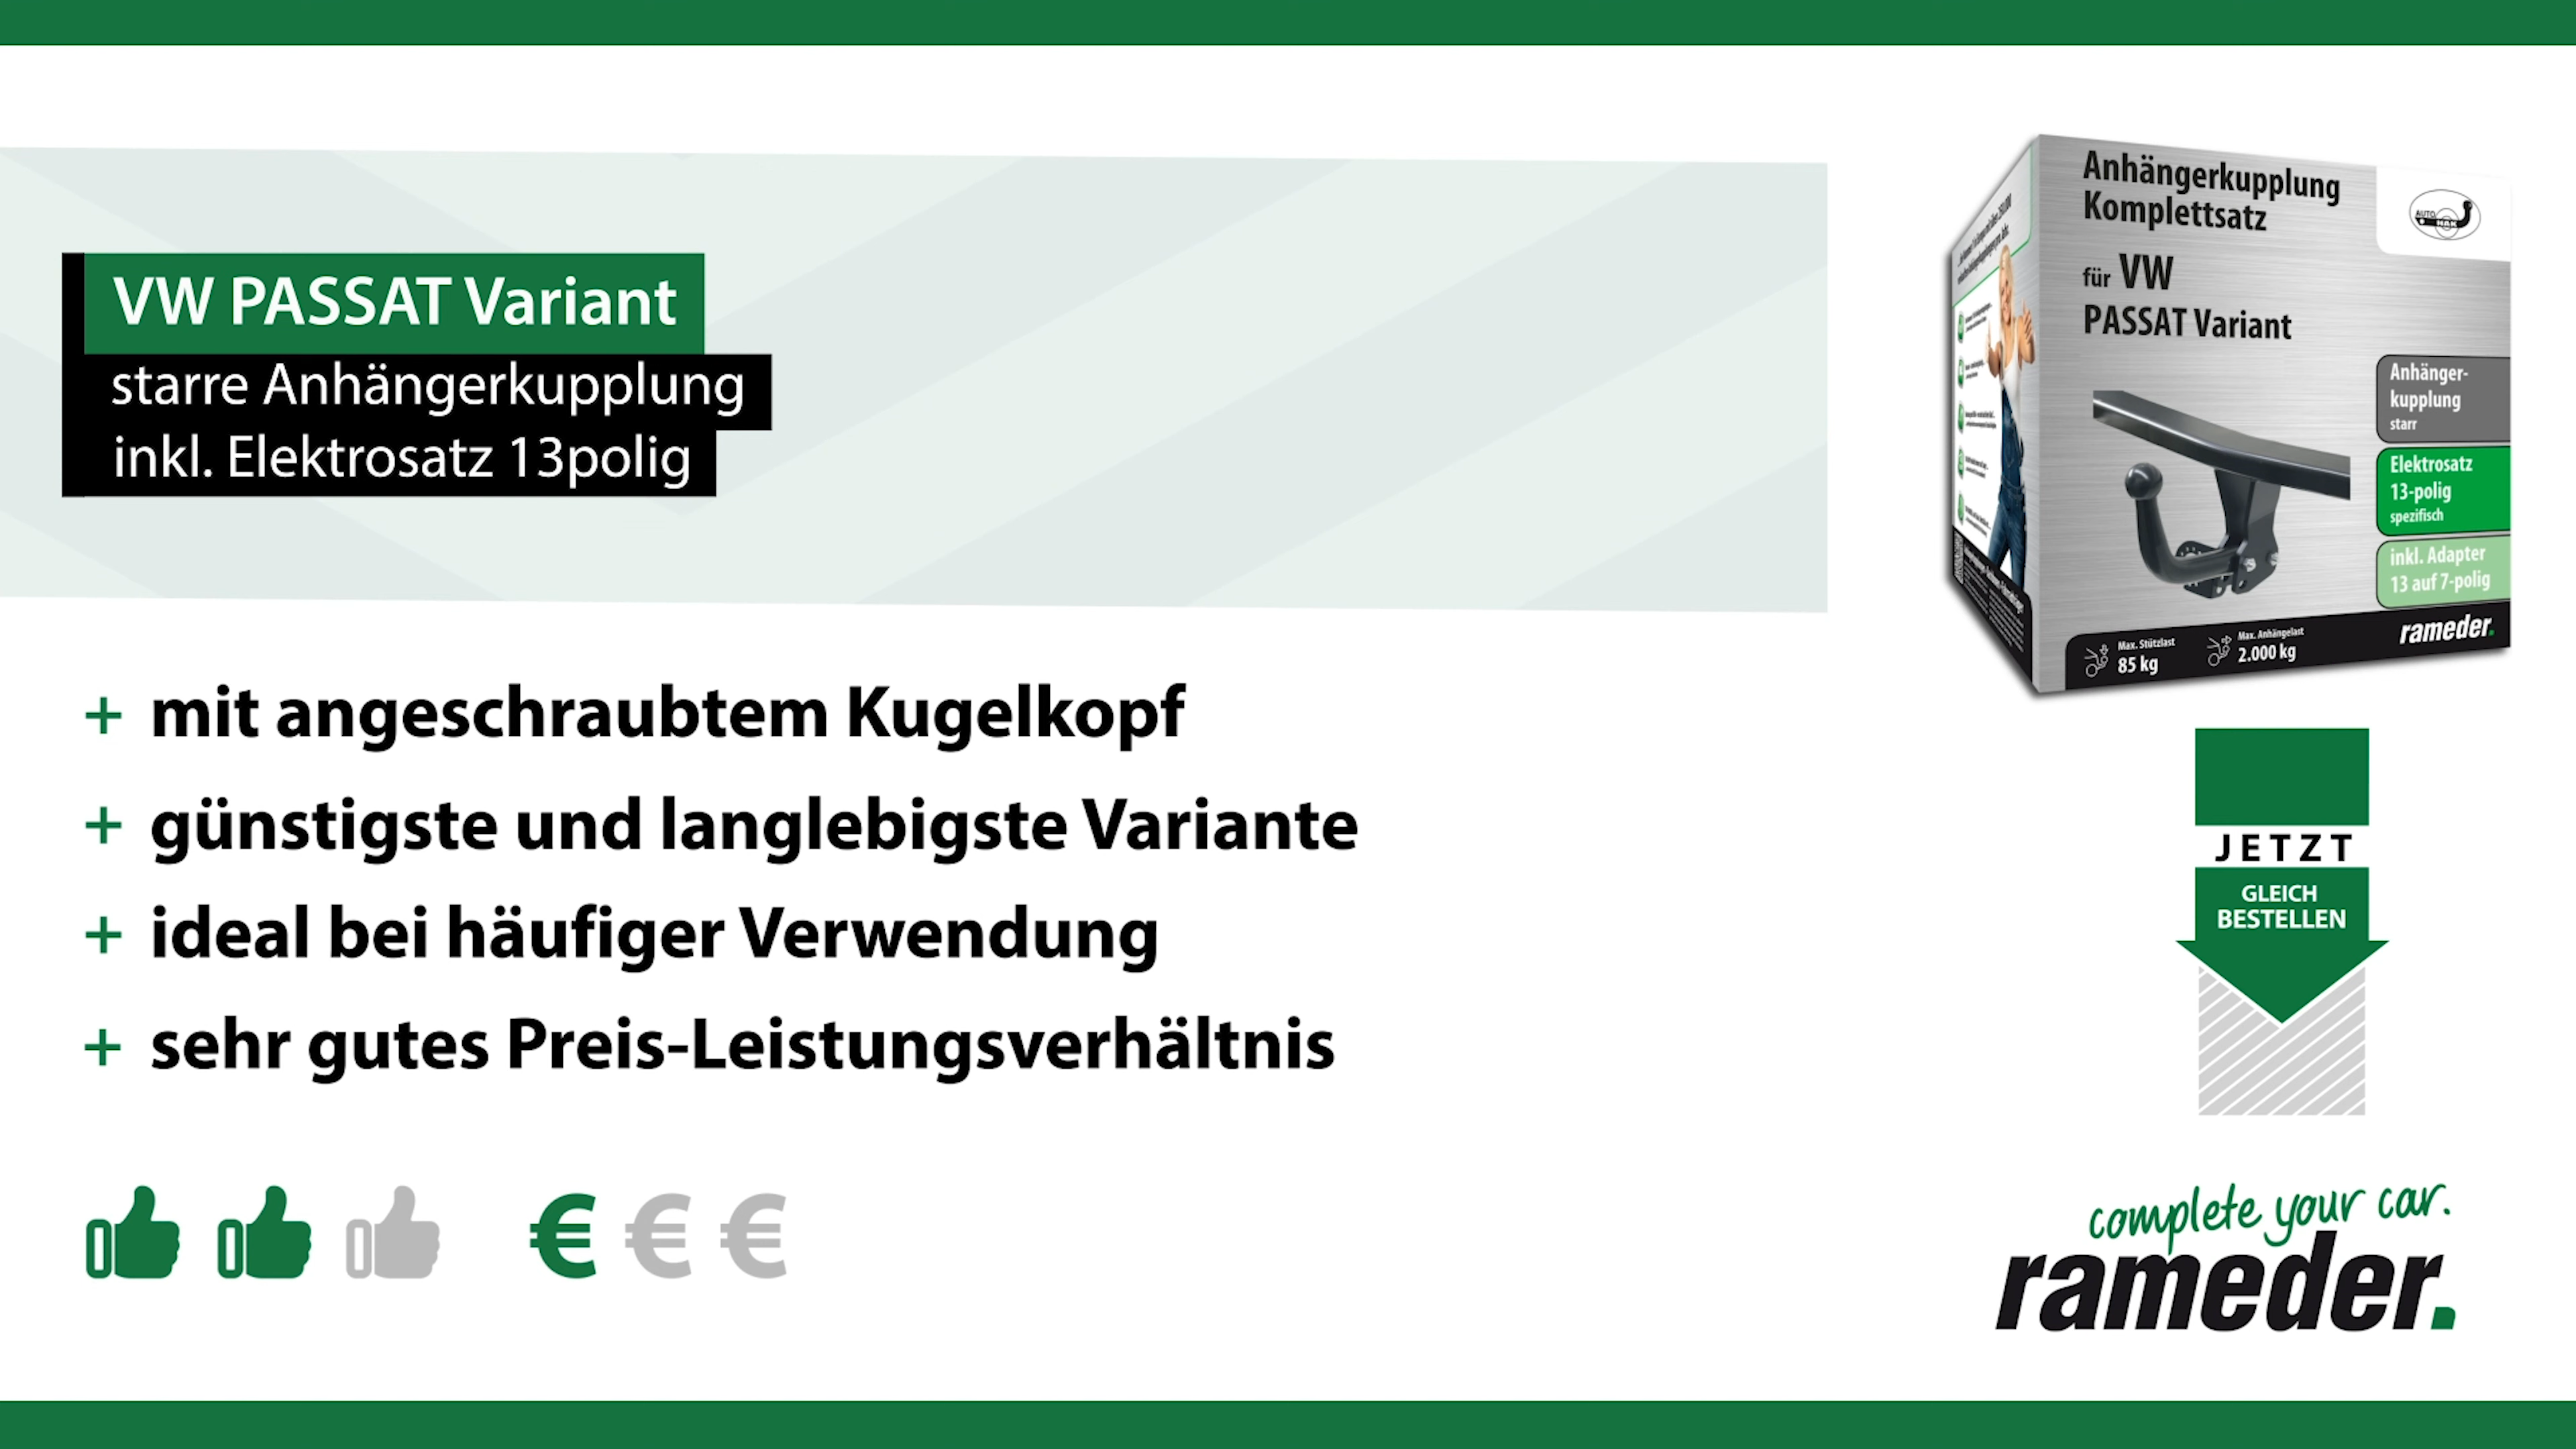 VW PASSAT Variant
starre Anhängerkupplung
inkl. Elektrosatz 13polig
+ mit angeschraubtem Kugelkopf
+ günstigste und langlebigste Variante
+ ideal bei häufiger Verwendung
+ sehr gutes Preis-Leistungsverhältnis
€ € €
Anhängerkupplung
Komplettsatz
für VW
PASSAT Variant
AUTO
HAK
Anhänger-
kupplung
starr
Elektrosatz
13-polig
spezifisch
inkl. Adapter
13 auf 7-polig
Max. Stützlast
85 kg
Max. Anhängelast
2.000 kg
rameder.
JETZT
GLEICH
BESTELLEN
complete your car.
rameder.